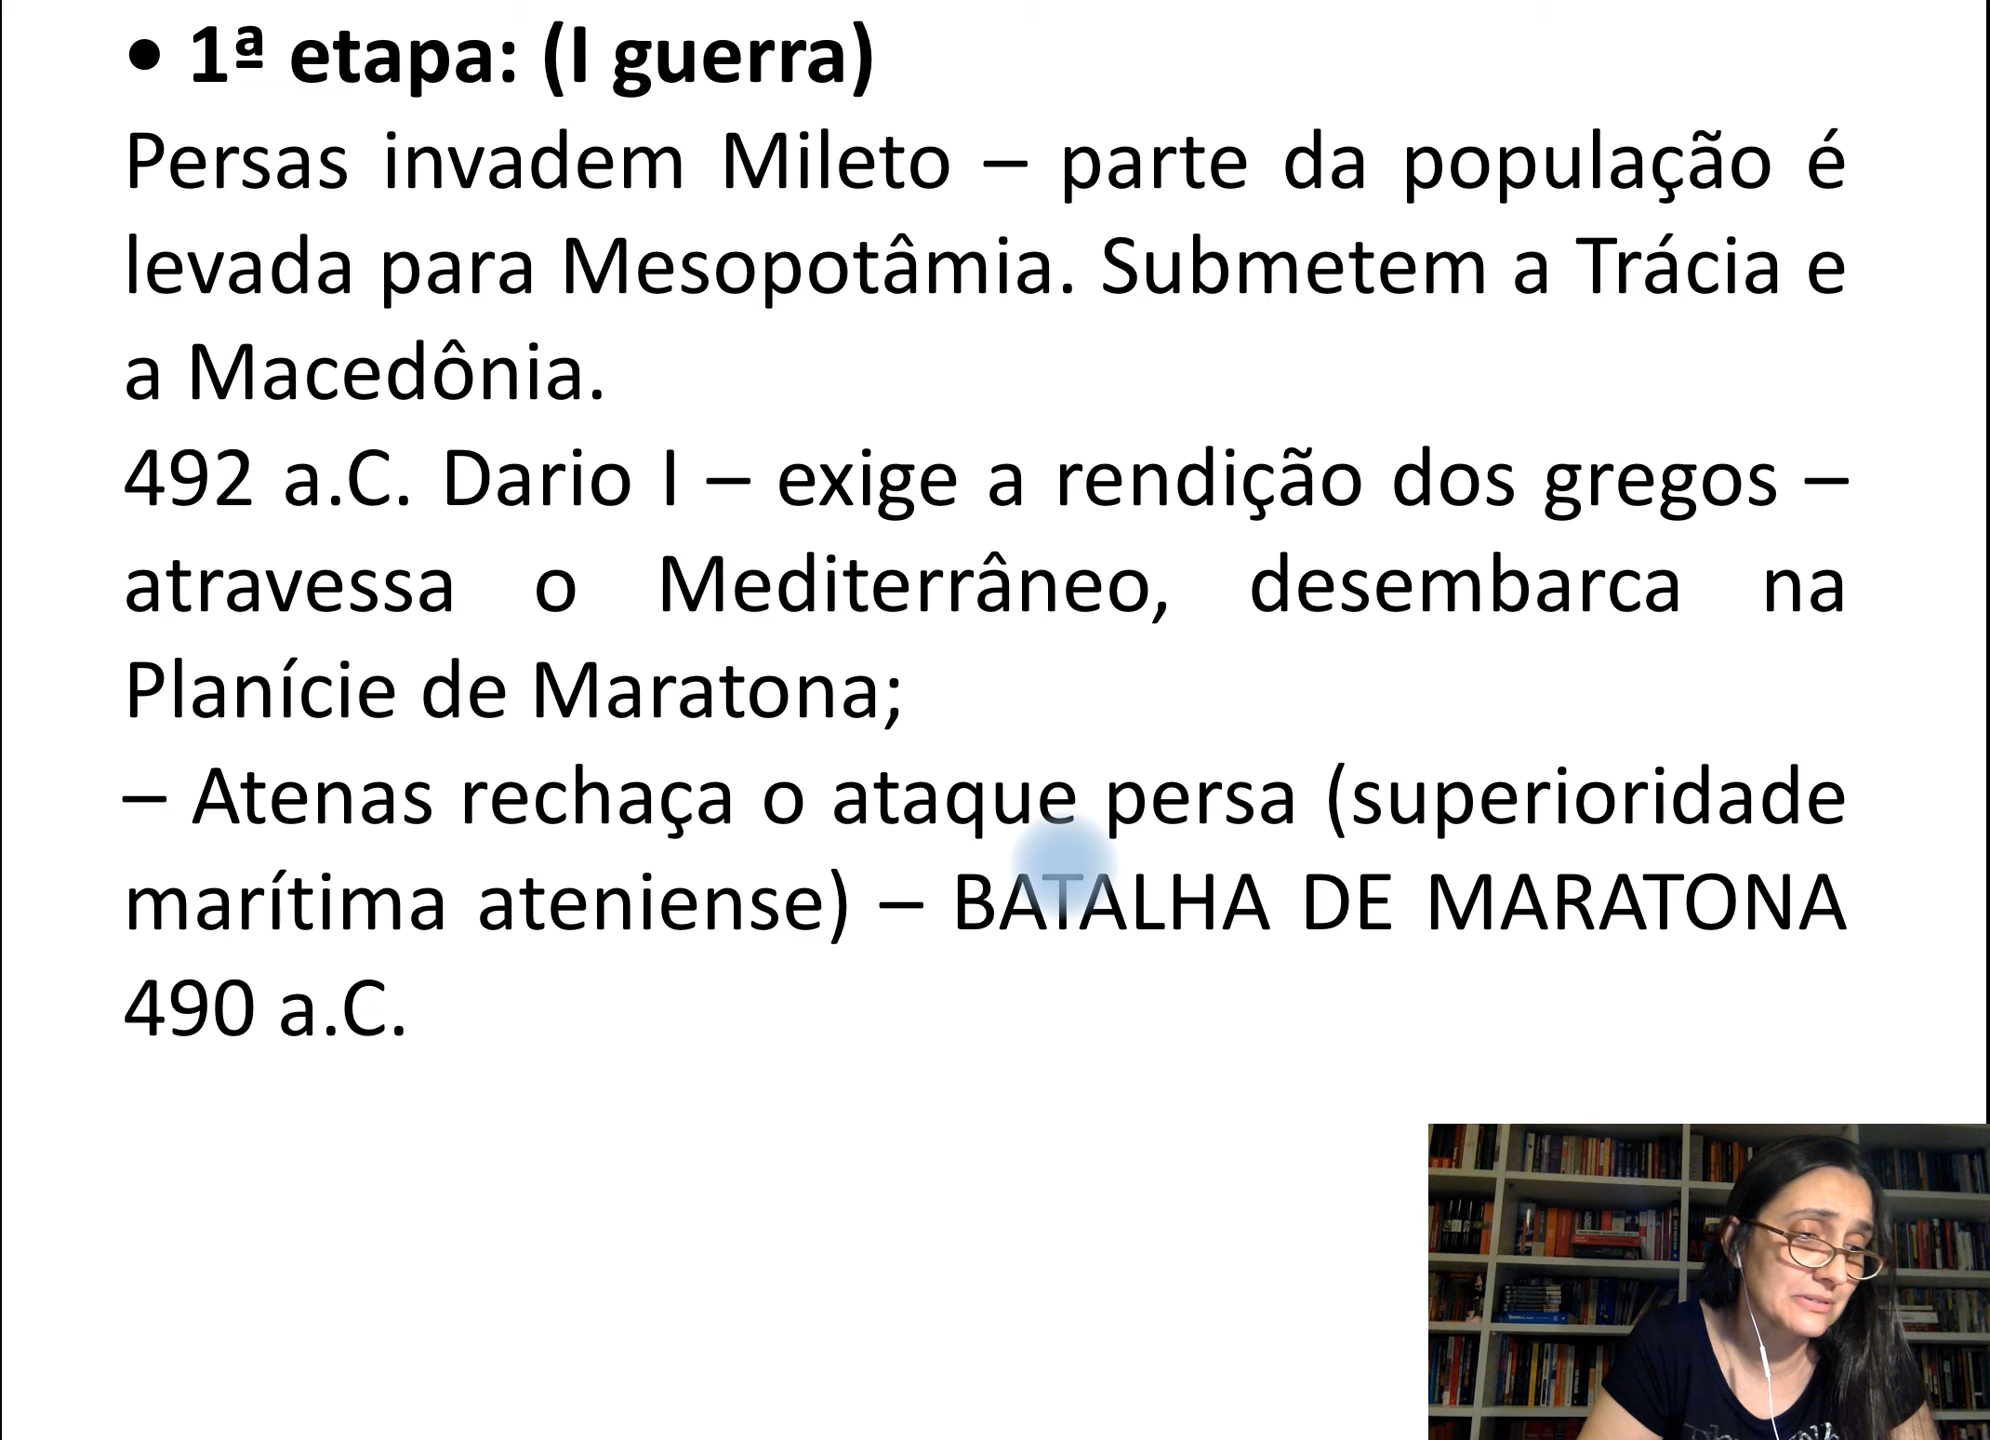 • 1ª etapa: (I guerra)
Persas invadem Mileto – parte da população é
levada para Mesopotâmia. Submetem a Trácia e
a Macedônia.
492 a.C. Dario I – exige a rendição dos gregos –
atravessa o Mediterrâneo, desembarca na
Planície de Maratona;
– Atenas rechaça o ataque persa (superioridade
marítima ateniense) – BATALHA DE MARATONA
490 a.C.